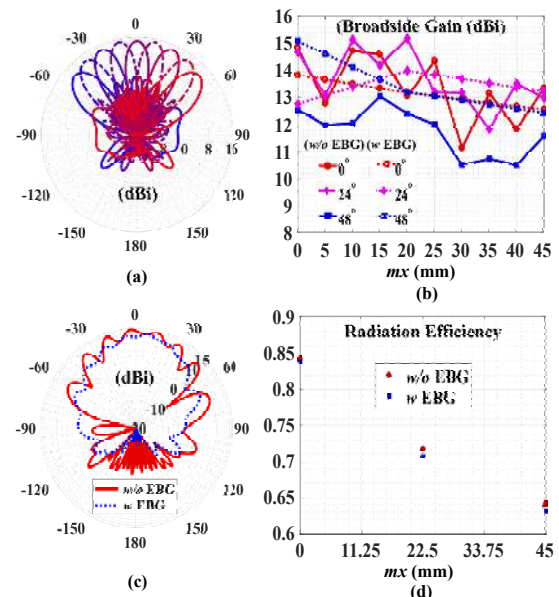 (a)
0
-30
30
-60
60
-90
90
0 8 15
-120
120
(dBi)
-150
150
180
(Broadside Gain (dBi)
16
15
14
13
12
11
10
9
8
(w/o EBG) (w EBG)
0° 0°
24° 24°
48° 48°
0 5 10 15 20 25 30 35 40 45
mx (mm)
(b)
0
-30
30
-60
60
15
(dBi)
0
10
-90
90
w/o EBG
w EBG
-120
220
-150
150
180
(c)
0.9
Radiation Efficiency
0.85
w/o EBG
w EBG
0.8
0.75
0.7
0.65
0.6
0 11.25 22.5 33.75 45
mx (mm)
(d)